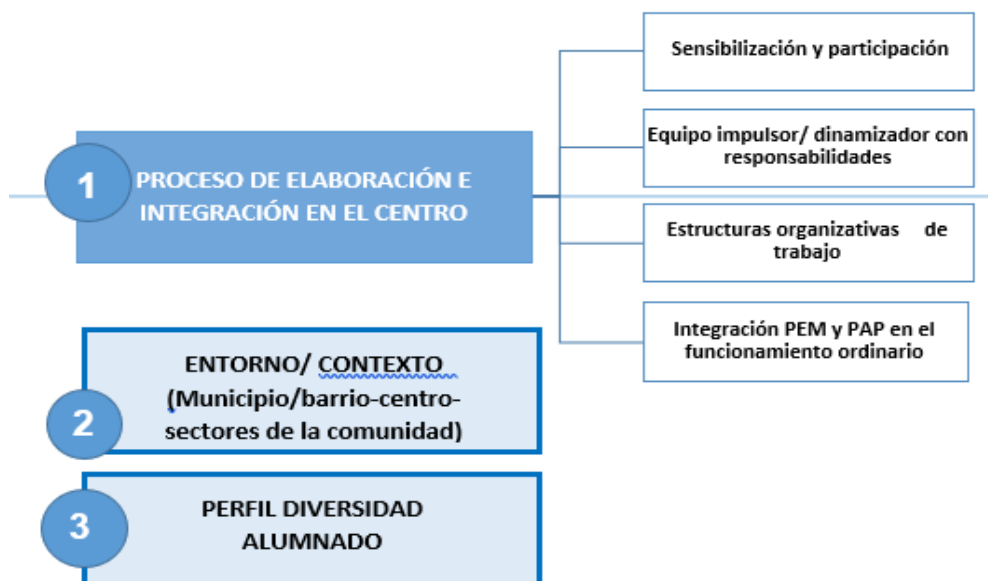 1
PROCESO DE ELABORACIÓN E
INTEGRACIÓN EN EL CENTRO
Sensibilización y participación
Equipo impulsor/ dinamizador con
responsabilidades
Estructuras organizativas de
trabajo
Integración PEM y PAP en el
funcionamiento ordinario
2
ENTORNO/ CONTEXTO
(Municipio/barrio-centro-
sectores de la comunidad)
3
PERFIL DIVERSIDAD
ALUMNADO